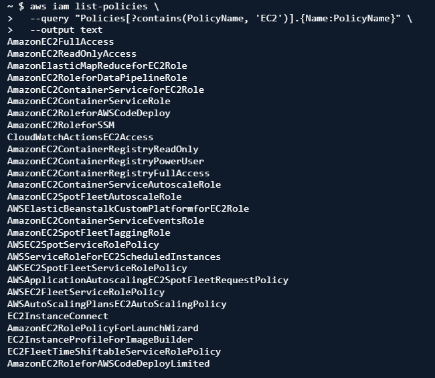 ~ $ aws iam list-policies \
>   --query "Policies[?contains(PolicyName, 'EC2')].{Name:PolicyName}" \
>   --output text
AmazonEC2FullAccess
AmazonEC2ReadOnlyAccess
AmazonElasticMapReduceforEC2Role
AmazonEC2RoleforDataPipelineRole
AmazonEC2ContainerServiceforEC2Role
AmazonEC2ContainerServiceRole
AmazonEC2RoleforAWSCodeDeploy
AmazonEC2RoleforSSM
CloudWatchActionsEC2Access
AmazonEC2ContainerRegistryReadOnly
AmazonEC2ContainerRegistryPowerUser
AmazonEC2ContainerRegistryFullAccess
AmazonEC2ContainerServiceAutoscaleRole
AmazonEC2SpotFleetAutoscaleRole
AWSElasticBeanstalkCustomPlatformforEC2Role
AmazonEC2ContainerServiceEventsRole
AmazonEC2SpotFleetTaggingRole
AWSEC2SpotServiceRolePolicy
AWSServiceRoleForEC2ScheduledInstances
AWSEC2SpotFleetServiceRolePolicy
AWSApplicationAutoscalingEC2SpotFleetRequestPolicy
AWSEC2FleetServiceRolePolicy
AWSAutoScalingPlansEC2AutoScalingPolicy
EC2InstanceConnect
AmazonEC2RolePolicyForLaunchWizard
EC2InstanceProfileForImageBuilder
EC2FleetTimeShiftableServiceRolePolicy
AmazonEC2RoleforAWSCodeDeployLimited